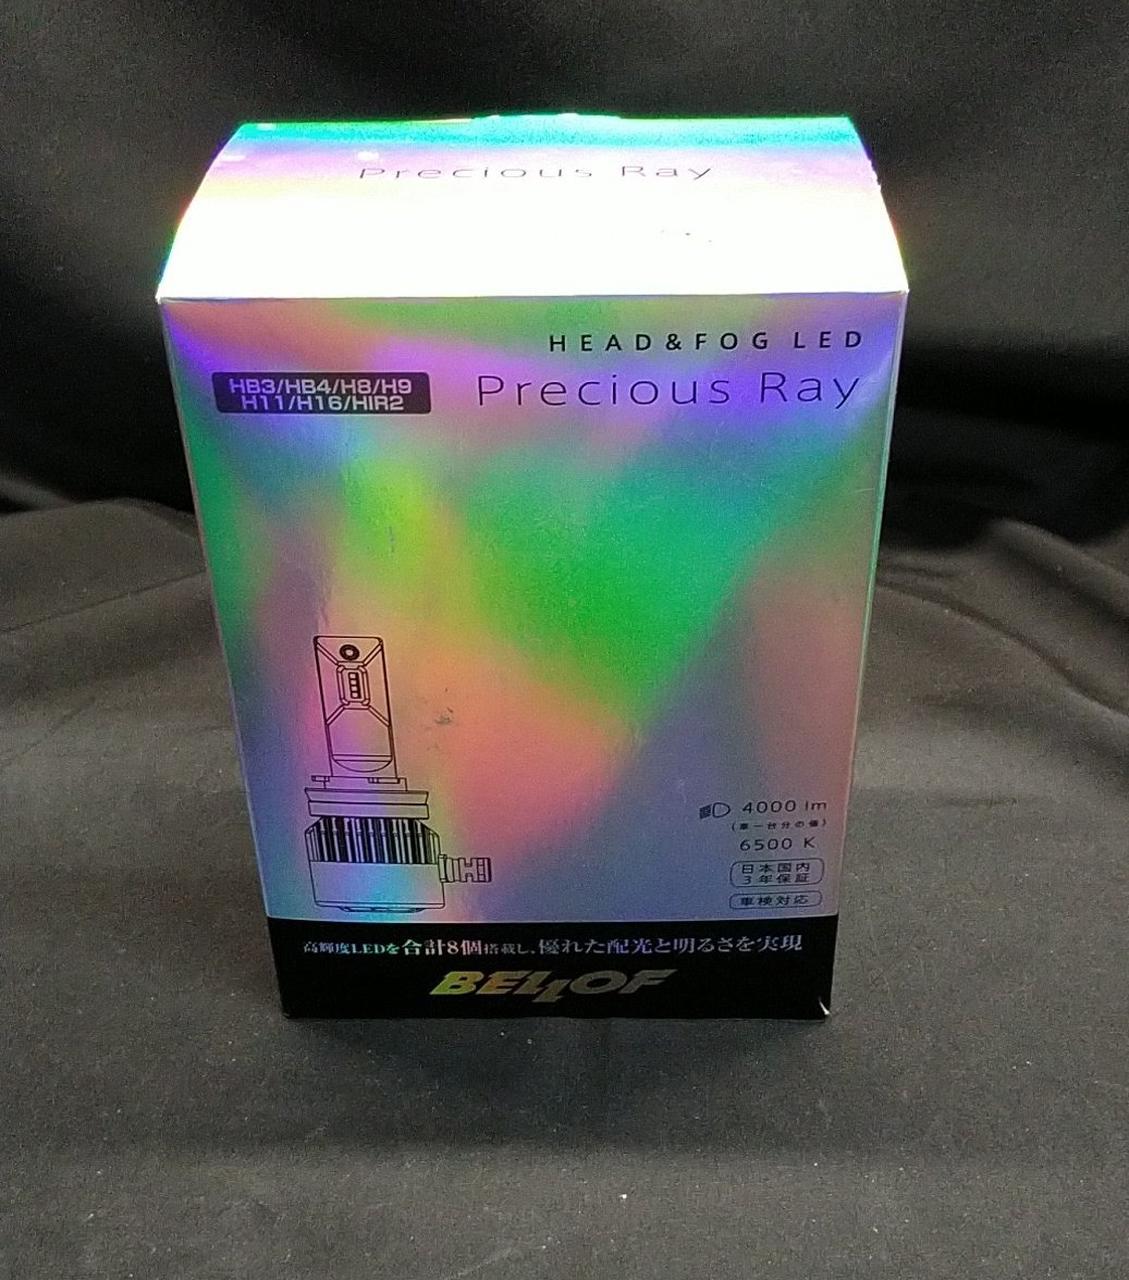 Precious Ray
HEAD&FOG LED
HB3/HB4/H8/H9
H11/H16/HIR2
Precious Ray
4000 lm
(車一台分の値)
6500 K
日本国内
3年保証
車検対応
高輝度LEDを合計8個搭載し、優れた配光と明るさを実現
BELLOF